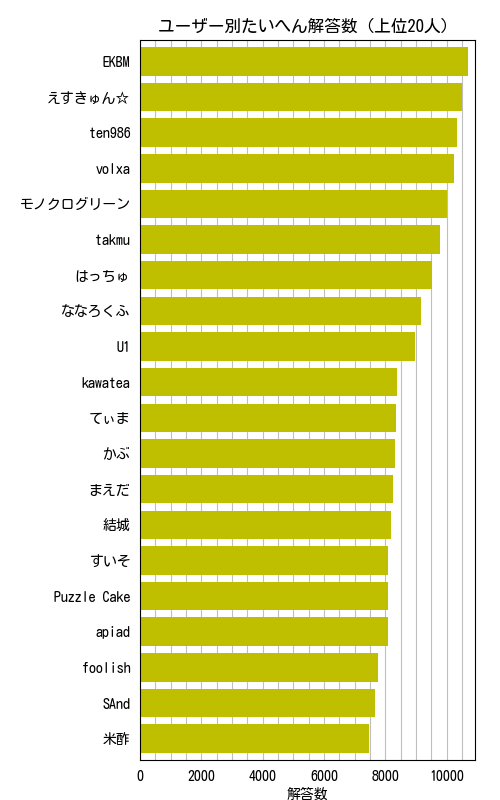 ユーザー別たいへん解答数（上位20人）
EKBM
えすきゅん☆
ten986
volxa
モノクログリーン
takmu
はっちゅ
ななろくふ
U1
kawatea
てぃま
かぶ
まえだ
結城
すいそ
Puzzle Cake
apiad
foolish
SAnd
米酢
0 2000 4000 6000 8000 10000
解答数